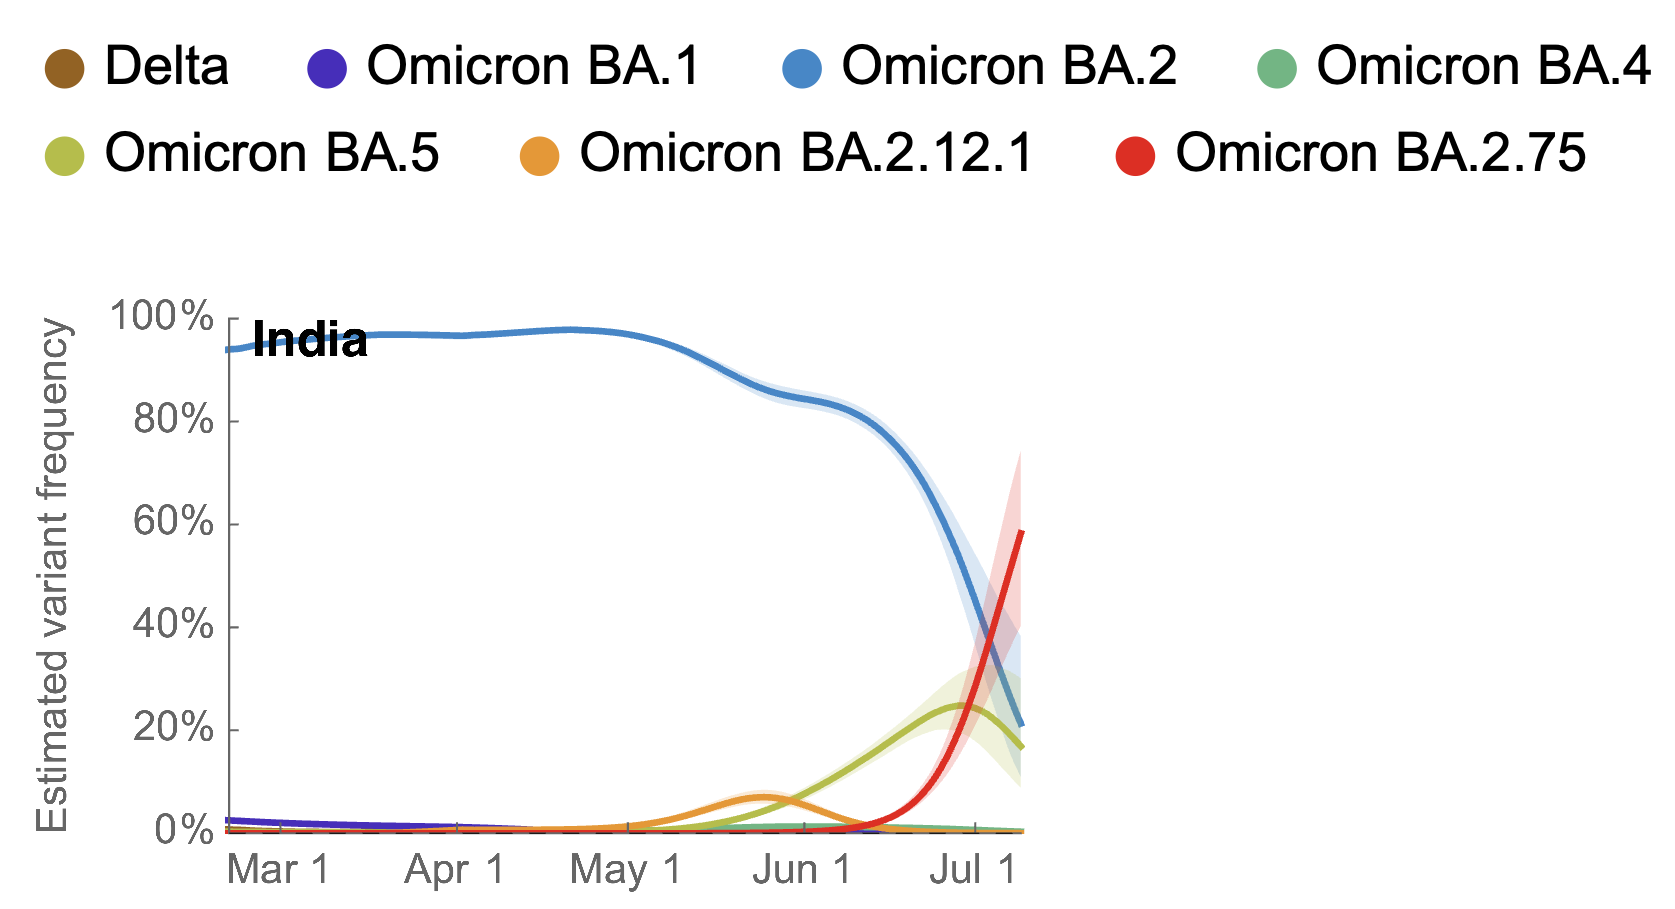 Delta Omicron BA.1 Omicron BA.2 Omicron BA.4
Omicron BA.5 Omicron BA.2.12.1 Omicron BA.2.75
India
Estimated variant frequency
100%
80%
60%
40%
20%
0%
Mar 1 Apr 1 May 1 Jun 1 Jul 1